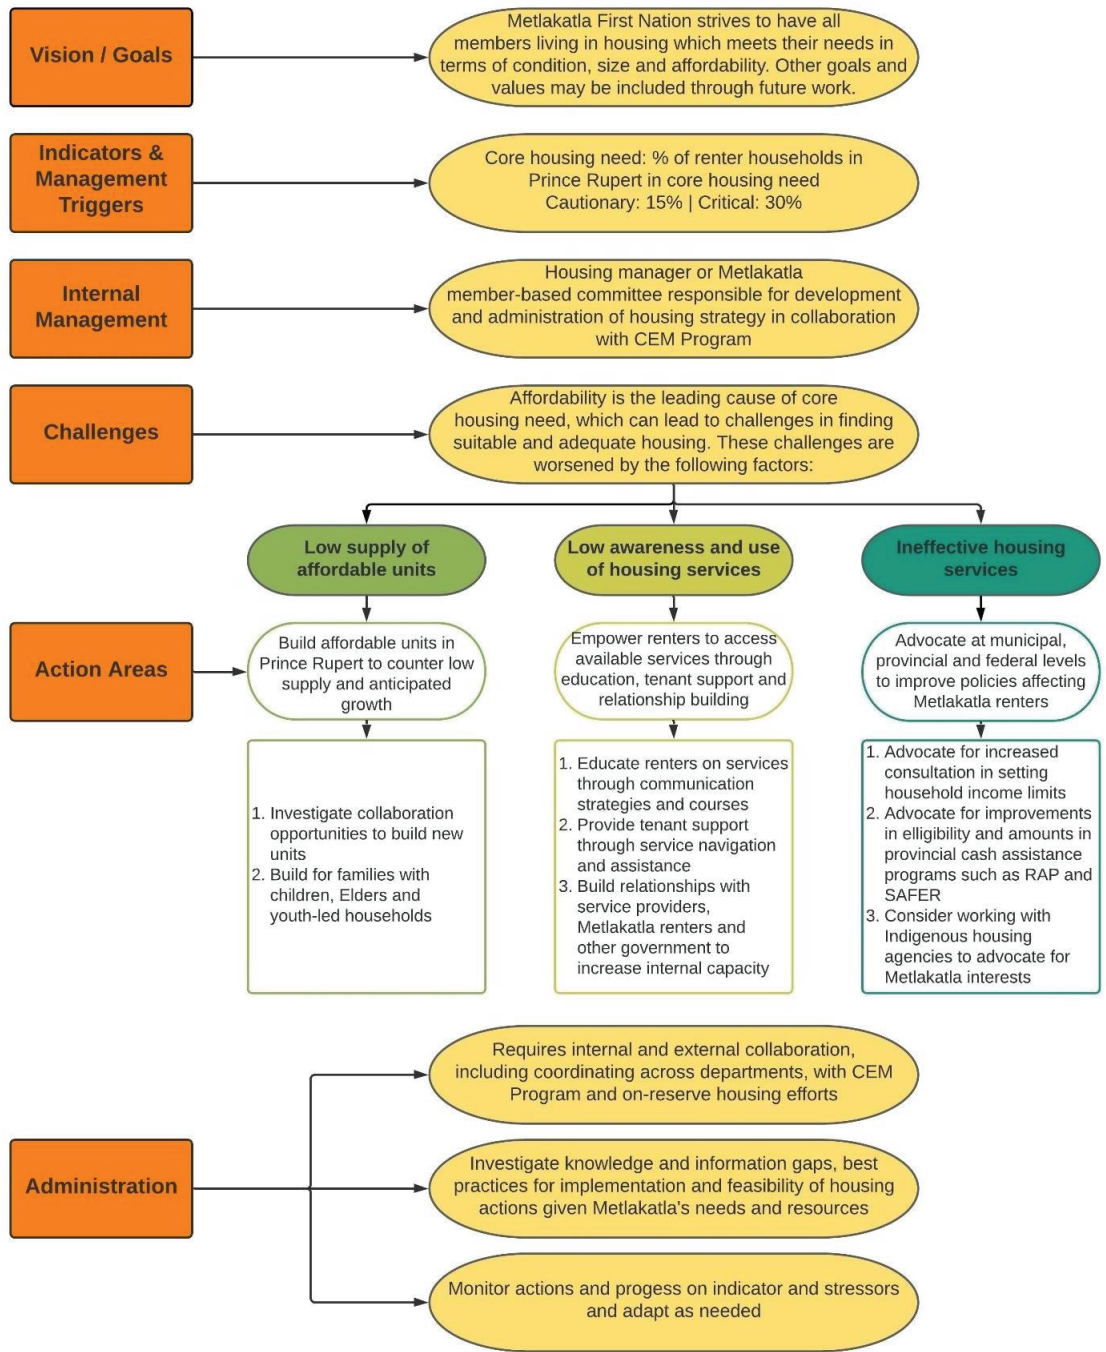 Vision / Goals
Metlakatla First Nation strives to have all
members living in housing which meets their needs in
terms of condition, size and affordability. Other goals and
values may be included through future work.
Indicators &
Management
Triggers
Core housing need: % of renter households in
Prince Rupert in core housing need
Cautionary: 15% | Critical: 30%
Internal
Management
Housing manager or Metlakatla
member-based committee responsible for development
and administration of housing strategy in collaboration
with CEM Program
Challenges
Affordability is the leading cause of core
housing need, which can lead to challenges in finding
suitable and adequate housing. These challenges are
worsened by the following factors:
Low supply of
affordable units
Low awareness and use
of housing services
Ineffective housing
services
Action Areas
Build affordable units in
Prince Rupert to counter low
supply and anticipated
growth
Empower renters to access
available services through
education, tenant support and
relationship building
Advocate at municipal,
provincial and federal levels
to improve policies affecting
Metlakatla renters
1. Investigate collaboration
opportunities to build new
units
2. Build for families with
children, Elders and
youth-led households
1. Educate renters on services
through communication
strategies and courses
2. Provide tenant support
through service navigation
and assistance
3. Build relationships with
service providers,
Metlakatla renters and
other government to
increase internal capacity
1. Advocate for increased
consultation in setting
household income limits
2. Advocate for improvements
in elligibility and amounts in
provincial cash assistance
programs such as RAP and
SAFER
3. Consider working with
Indigenous housing
agencies to advocate for
Metlakatla interests
Administration
Requires internal and external collaboration,
including coordinating across departments, with CEM
Program and on-reserve housing efforts
Investigate knowledge and information gaps, best
practices for implementation and feasibility of housing
actions given Metlakatla's needs and resources
Monitor actions and progess on indicator and stressors
and adapt as needed